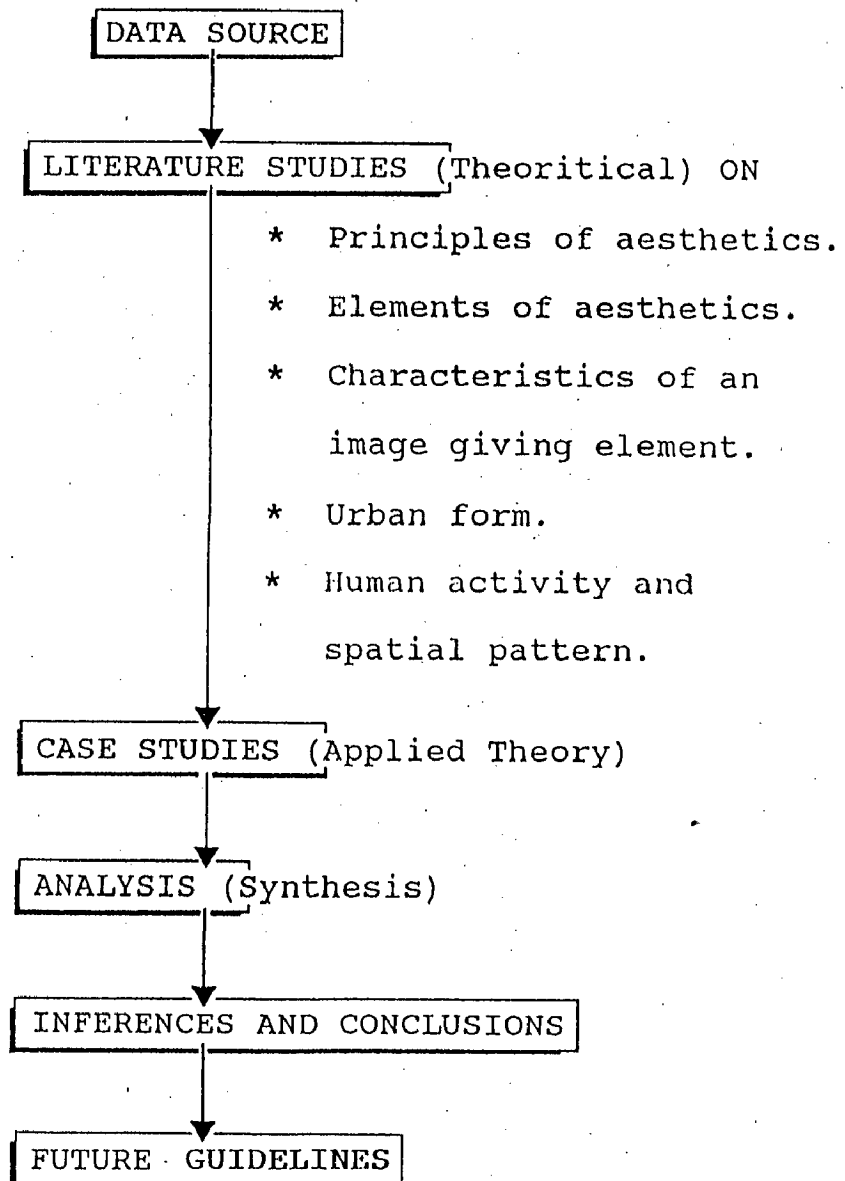 DATA SOURCE
LITERATURE STUDIES (Theoritical) ON
* Principles of aesthetics.
* Elements of aesthetics.
* Characteristics of an
image giving element.
* Urban form.
* Human activity and
spatial pattern.
CASE STUDIES (Applied Theory)
ANALYSIS (Synthesis)
INFERENCES AND CONCLUSIONS
FUTURE GUIDELINES